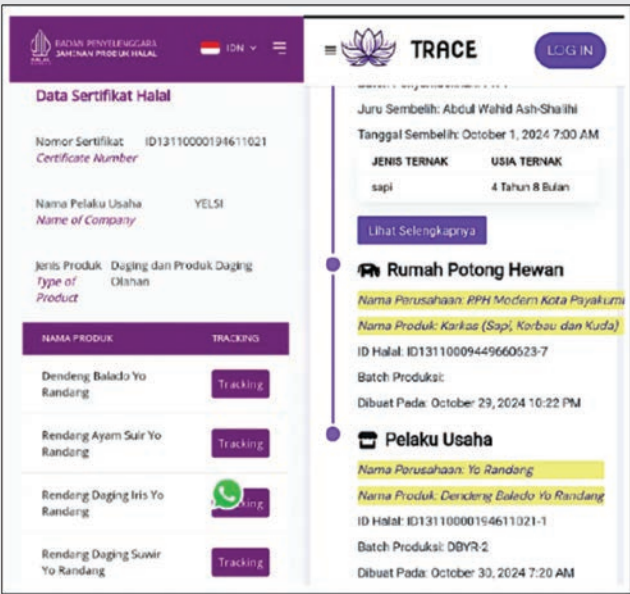 BADAN PENYELENGGARA
JAMINAN PRODUK HALAL
IDN
Data Sertifikat Halal
Nomor Sertifikat ID13110000194611021
Certificate Number
Nama Pelaku Usaha YELSI
Name of Company
Jenis Produk Daging dan Produk Daging
Type of Olahan
Product
NAMA PRODUK TRACKING
Dendeng Balado Yo
Randang
Tracking
Rendang Ayam Suir Yo
Randang
Tracking
Rendang Daging Iris Yo
Randang
Rendang Daging Suwir
Yo Randang
Tracking
TRACE
LOG IN
Juru Sembelih: Abdul Wahid Ash-Shalihi
Tanggal Sembelih: October 1, 2024 7:00 AM
JENIS TERNAK USIA TERNAK
sapi 4 Tahun 8 Bulan
Lihat Selengkapnya
Rumah Potong Hewan
Nama Perusahaan: RPH Modern Kota Payakumb
Nama Produk: Karkas (Sapi, Kerbau dan Kuda)
ID Halal: ID13110009449660623-7
Batch Produksi:
Dibuat Pada: October 29, 2024 10:22 PM
Pelaku Usaha
Nama Perusahaan: Yo Randang
Nama Produk: Dendeng Balado Yo Randang
ID Halal: ID13110000194611021-1
Batch Produksi: DBYR-2
Dibuat Pada: October 30, 2024 7:20 AM